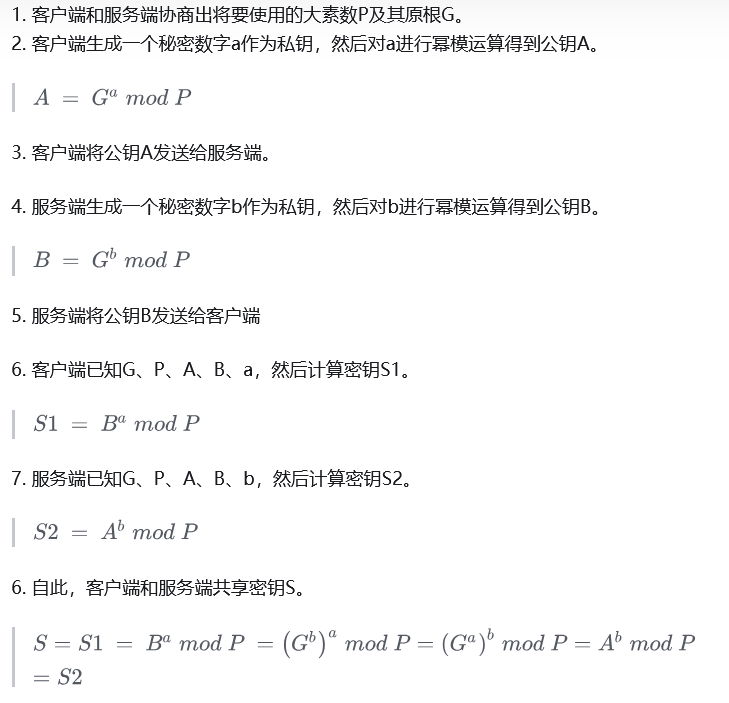 1. 客户端和服务端协商出将要使用的大素数P及其原根G。
2. 客户端生成一个秘密数字a作为私钥，然后对a进行幂模运算得到公钥A。
A = Gᵃ mod P
3. 客户端将公钥A发送给服务端。
4. 服务端生成一个秘密数字b作为私钥，然后对b进行幂模运算得到公钥B。
B = Gᵇ mod P
5. 服务端将公钥B发送给客户端
6. 客户端已知G、P、A、B、a，然后计算密钥S1。
S1 = Bᵃ mod P
7. 服务端已知G、P、A、B、b，然后计算密钥S2。
S2 = Aᵇ mod P
6. 自此，客户端和服务端共享密钥S。
S = S1 = Bᵃ mod P = (Gᵇ)ᵃ mod P = (Gᵃ)ᵇ mod P = Aᵇ mod P
= S2